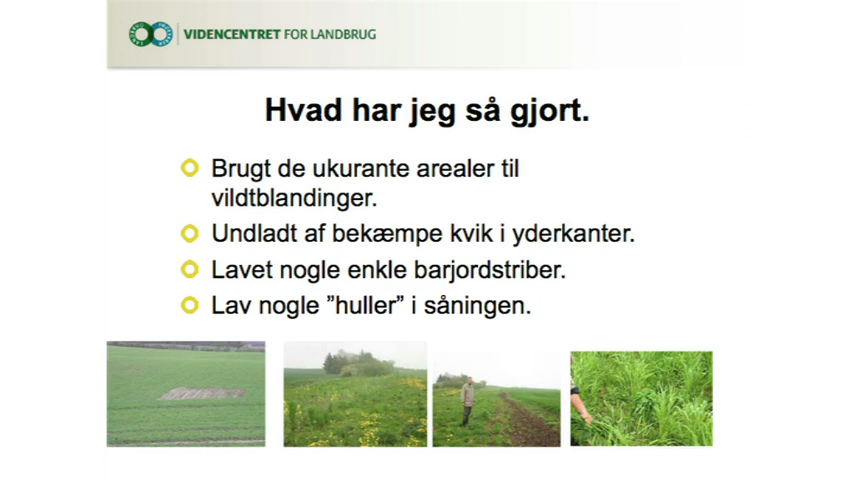 VIDENCENTRET FOR LANDBRUG
Hvad har jeg så gjort.
Brugt de ukurante arealer til
vildtblandinger.
Undladt af bekæmpe kvik i yderkanter.
Lavet nogle enkle barjordstriber.
Lav nogle ”huller” i såningen.